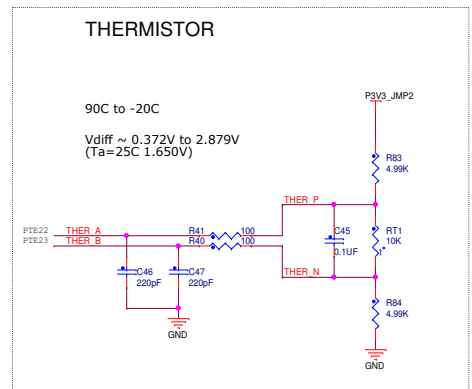 THERMISTOR
90C to -20C
Vdiff ~ 0.372V to 2.879V
(Ta=25C 1.650V)
P3V3_JMP2
R83
4.99K
THER_P
PTE22 THER_A R41 100
PTE23 THER_B R40 100
C45
0.1UF
RT1
10K
t°
C46
220pF
C47
220pF
THER_N
R84
4.99K
GND
GND